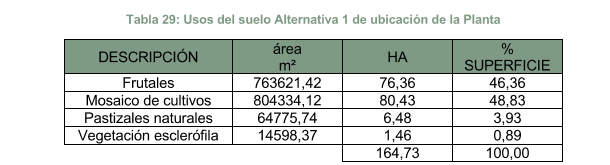 Tabla 29: Usos del suelo Alternativa 1 de ubicación de la Planta
DESCRIPCIÓN área m² HA % SUPERFICIE
Frutales 763621,42 76,36 46,36
Mosaico de cultivos 804334,12 80,43 48,83
Pastizales naturales 64775,74 6,48 3,93
Vegetación esclerófila 14598,37 1,46 0,89
164,73 100,00